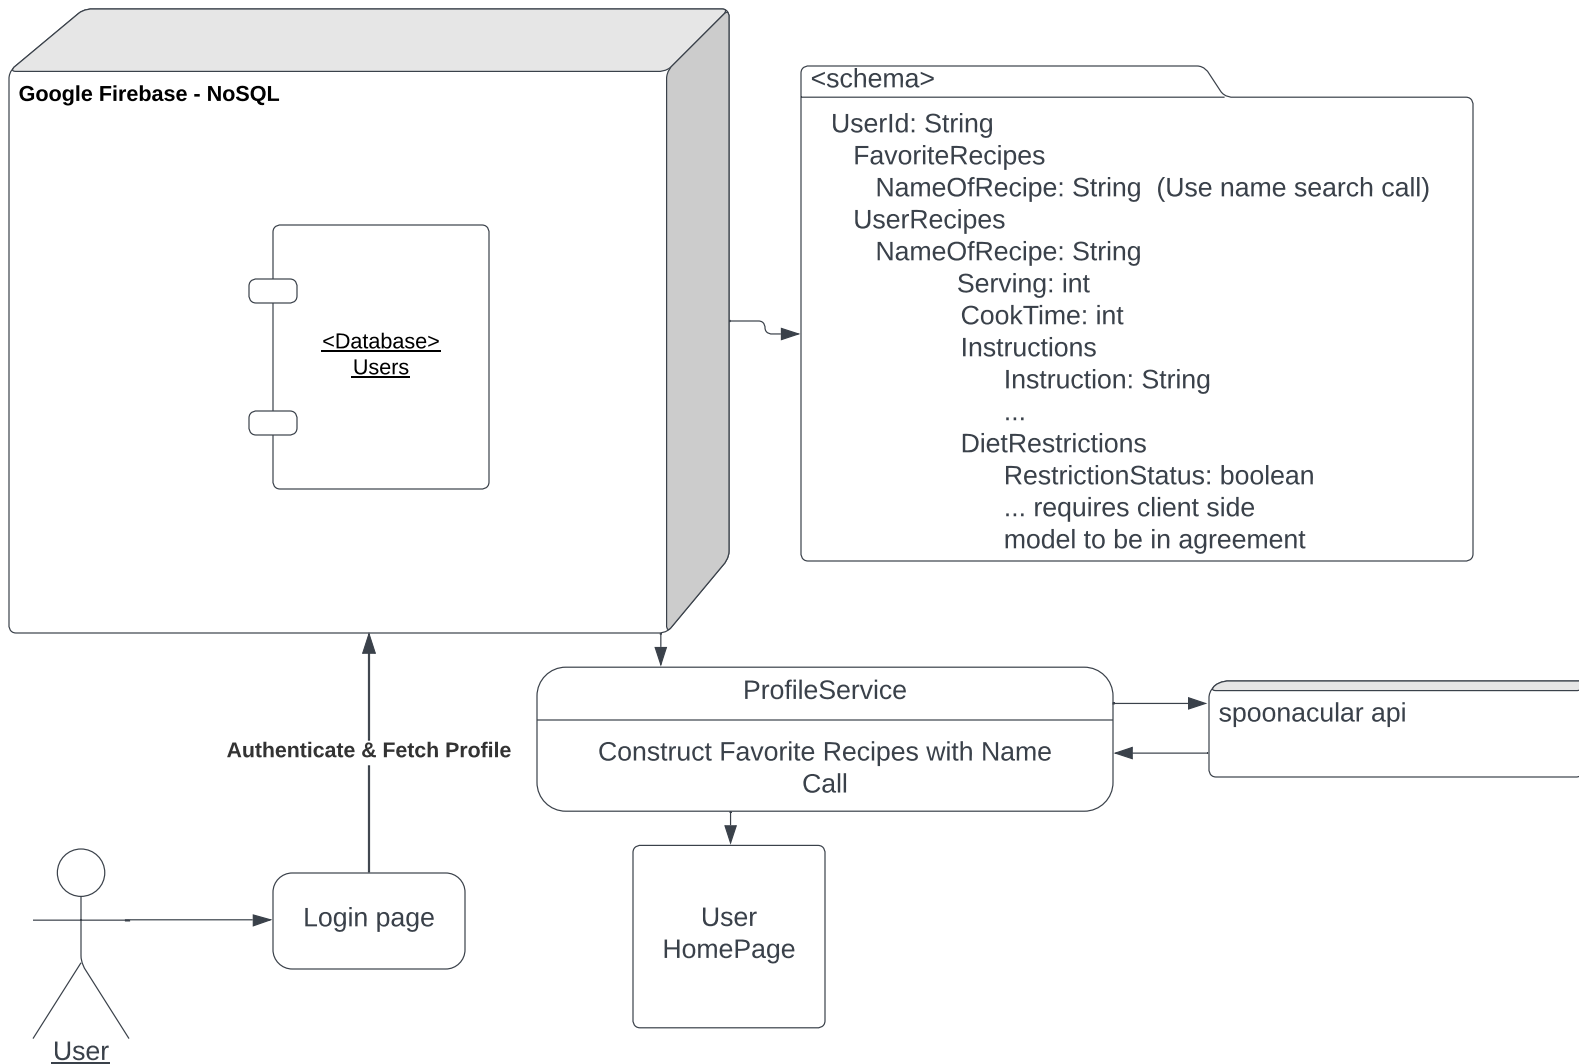 Google Firebase - NoSQL
<Database>
Users
<schema>
UserId: String
FavoriteRecipes
NameOfRecipe: String (Use name search call)
UserRecipes
NameOfRecipe: String
Serving: int
CookTime: int
Instructions
Instruction: String
...
DietRestrictions
RestrictionStatus: boolean
... requires client side
model to be in agreement
Authenticate & Fetch Profile
ProfileService
Construct Favorite Recipes with Name
Call
spoonacular api
Login page
User
HomePage
User